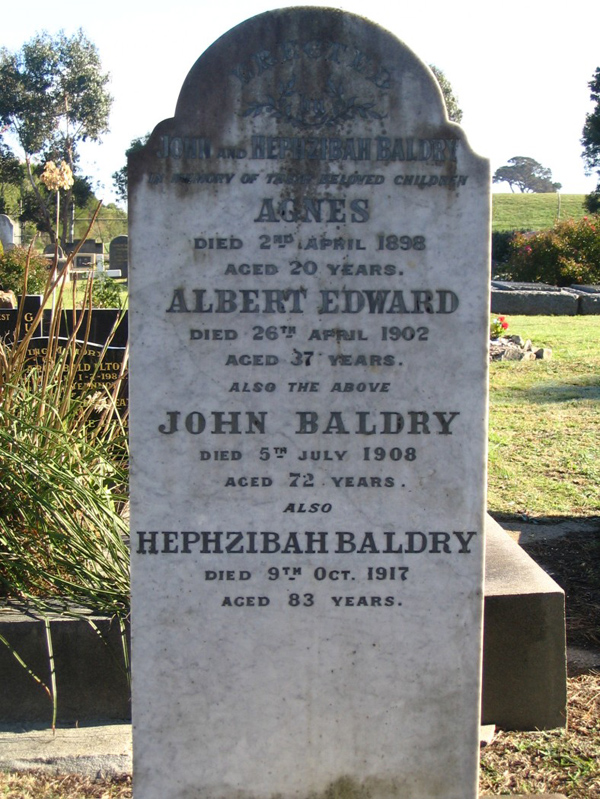 ERECTED
BY
JOHN AND HEPHZIBAH BALDRY
IN MEMORY OF THEIR BELOVED CHILDREN
AGNES
DIED 2ND APRIL 1898
AGED 20 YEARS.
ALBERT EDWARD
DIED 26TH APRIL 1902
AGED 37 YEARS.
ALSO THE ABOVE
JOHN BALDRY
DIED 5TH JULY 1908
AGED 72 YEARS.
ALSO
HEPHZIBAH BALDRY
DIED 9TH OCT. 1917
AGED 83 YEARS.